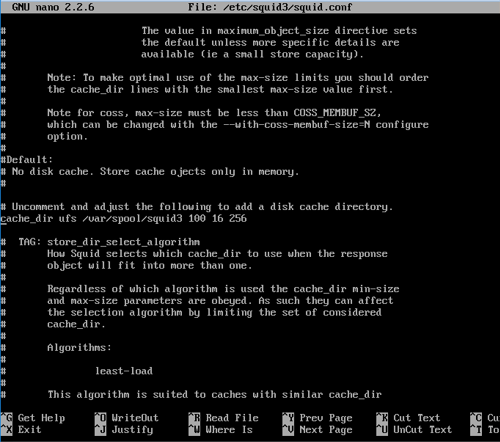 GNU nano 2.2.6 File: /etc/squid3/squid.conf
# The value in maximum_object_size directive sets
# the default unless more specific details are
# available (ie a small store capacity).
#
# Note: To make optimal use of the max-size limits you should order
# the cache_dir lines with the smallest max-size value first.
#
# Note for coss, max-size must be less than COSS_MEMBUF_SZ,
# which can be changed with the --with-coss-membuf-size=N configure
# option.
#
#Default:
# No disk cache. Store cache ojects only in memory.
#
# Uncomment and adjust the following to add a disk cache directory.
cache_dir ufs /var/spool/squid3 100 16 256
# TAG: store_dir_select_algorithm
# How Squid selects which cache_dir to use when the response
# object will fit into more than one.
#
# Regardless of which algorithm is used the cache_dir min-size
# and max-size parameters are obeyed. As such they can affect
# the selection algorithm by limiting the set of considered
# cache_dir.
#
# Algorithms:
#
# least-load
#
# This algorithm is suited to caches with similar cache_dir
^G Get Help ^O WriteOut ^R Read File ^Y Prev Page ^K Cut Text ^C Cu
^X Exit ^J Justify ^W Where Is ^V Next Page ^U UnCut Text ^T To